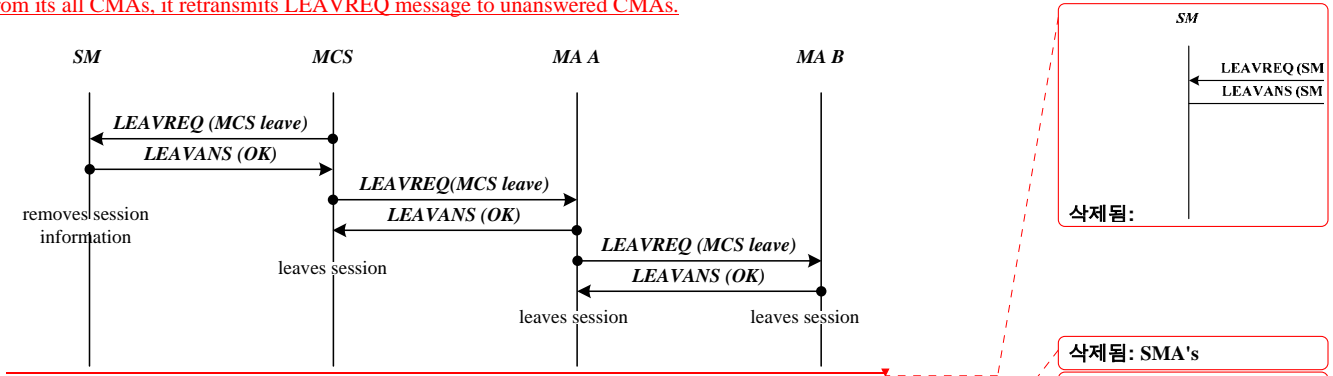 from its all CMAs, it retransmits LEAVREQ message to unanswered CMAs.
SM MCS MA A MA B
LEAVREQ (MCS leave)
LEAVANS (OK)
LEAVREQ(MCS leave)
removes session
information
LEAVANS (OK)
LEAVREQ (MCS leave)
leaves session
LEAVANS (OK)
leaves session
leaves session
SM
LEAVREQ (SM
LEAVANS (SM
삭제됨:
삭제됨: SMA's